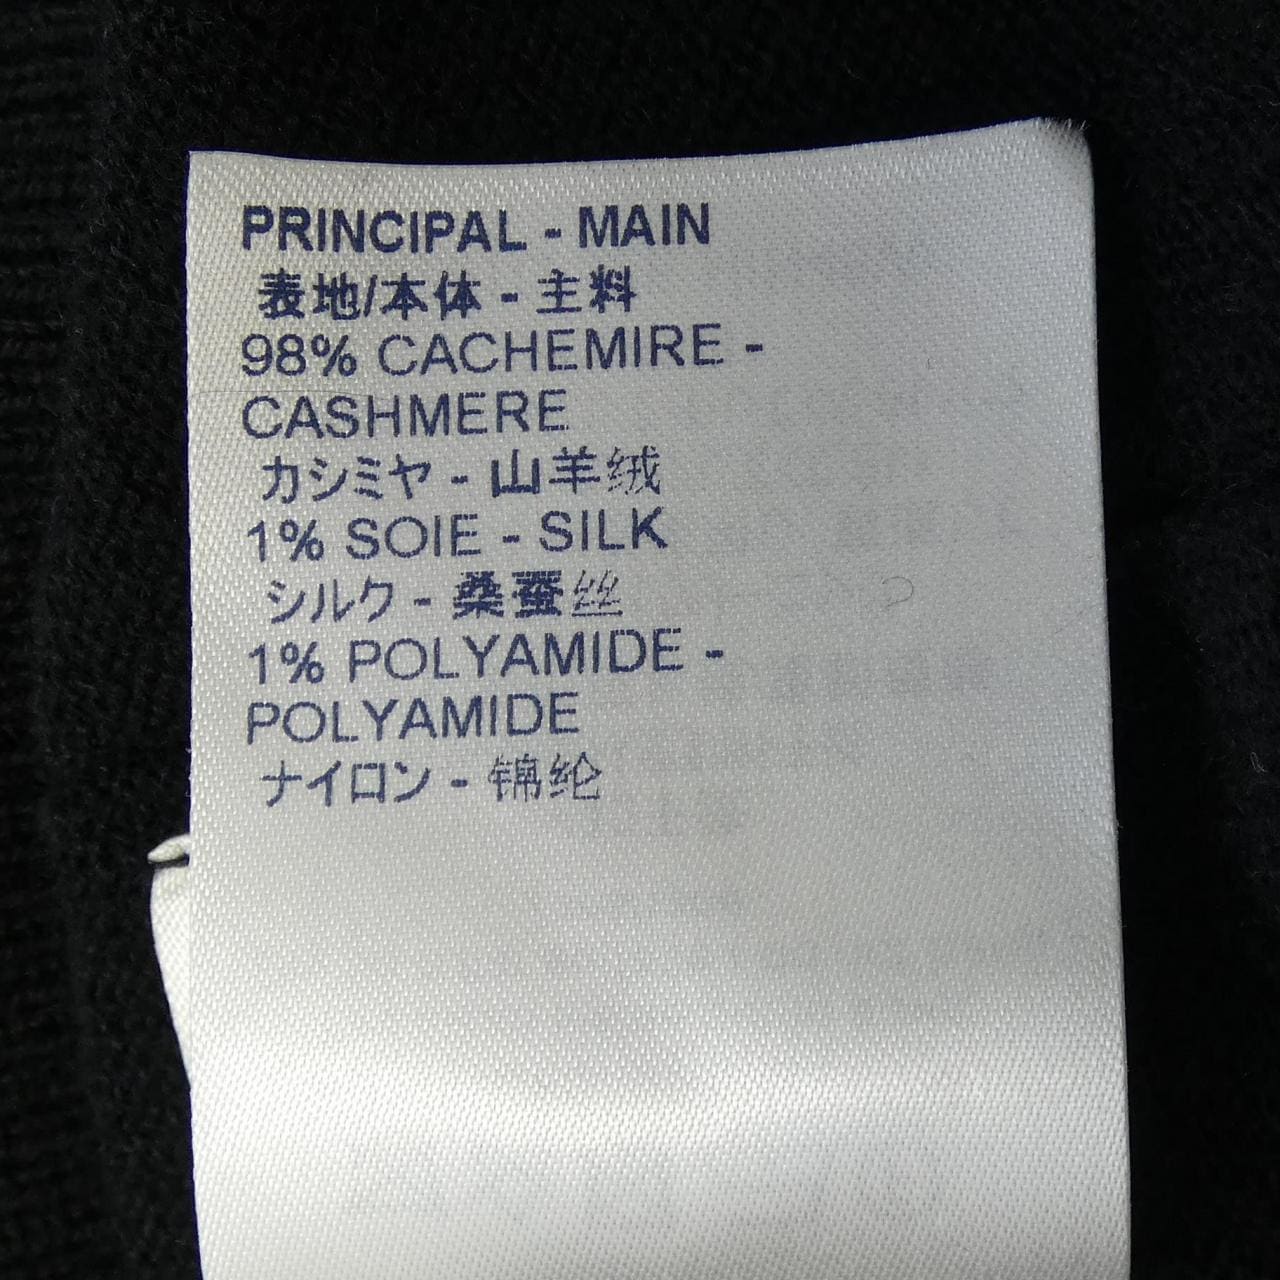 PRINCIPAL - MAIN
表地/本体 - 主料
98% CACHEMIRE -
CASHMERE
カシミヤ - 山羊绒
1% SOIE - SILK
シルク - 桑蚕丝
1% POLYAMIDE -
POLYAMIDE
ナイロン - 锦纶